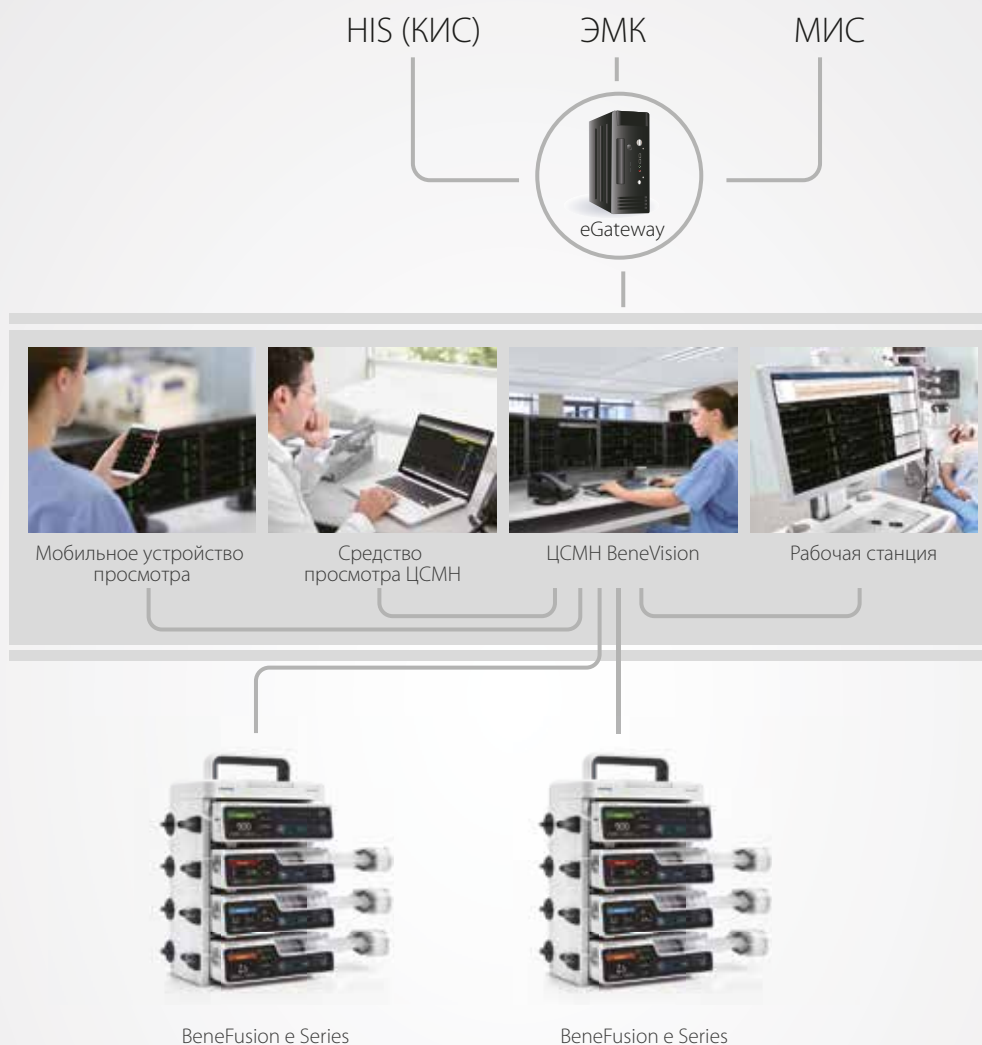 HIS (КИС)
ЭМК
МИС
eGateway
Мобильное устройство
просмотра
Средство
просмотра ЦСМН
ЦСМН BeneVision
Рабочая станция
BeneFusion e Series
BeneFusion e Series